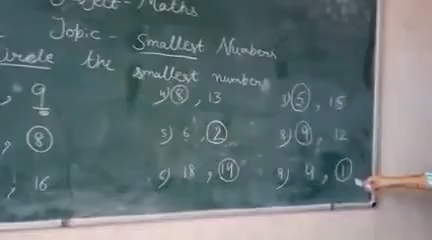 Maths
Topic - Smallest Numbers
Circle the smallest number
, 9 4) 8 , 13 7) 5 , 15
, 8 5) 6 , 2 8) 9 , 12
, 16 6) 18 , 14 9) 4 , 1